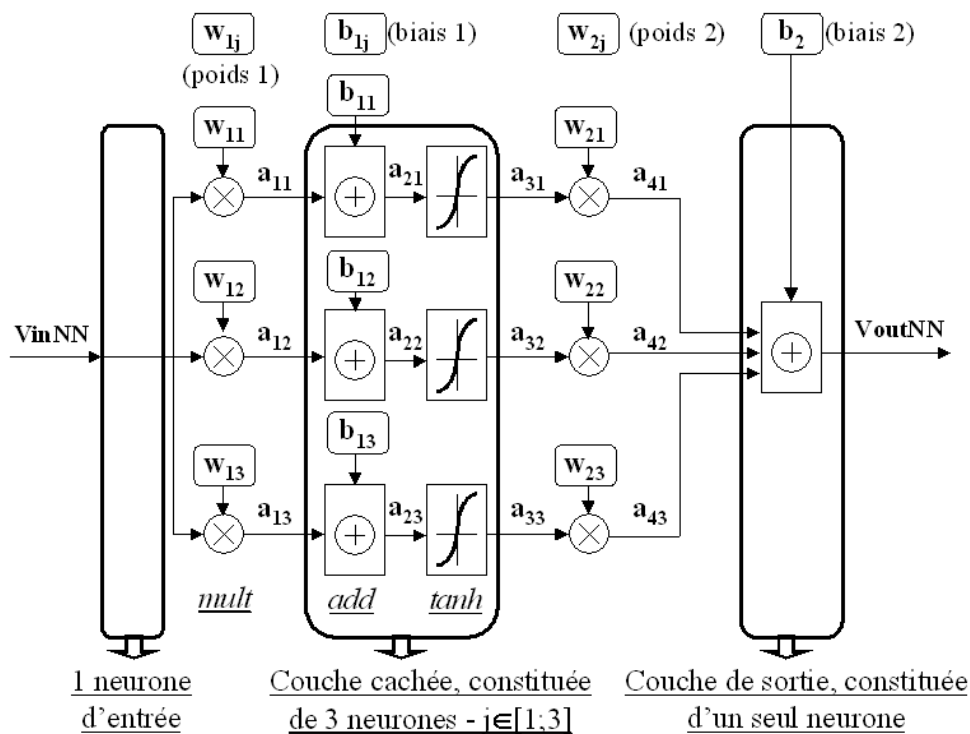 w1j b1j (biais 1) w2j (poids 2) b2 (biais 2)
(poids 1)
b11
w11 w21
a11 a21 a31 a41
b12
w12 w22
VinNN a12 a22 a32 a42 VoutNN
b13
w13 w23
a13 a23 a33 a43
mult add tanh
1 neurone
d'entrée
Couche cachée, constituée
de 3 neurones - j∈[1;3]
Couche de sortie, constituée
d'un seul neurone